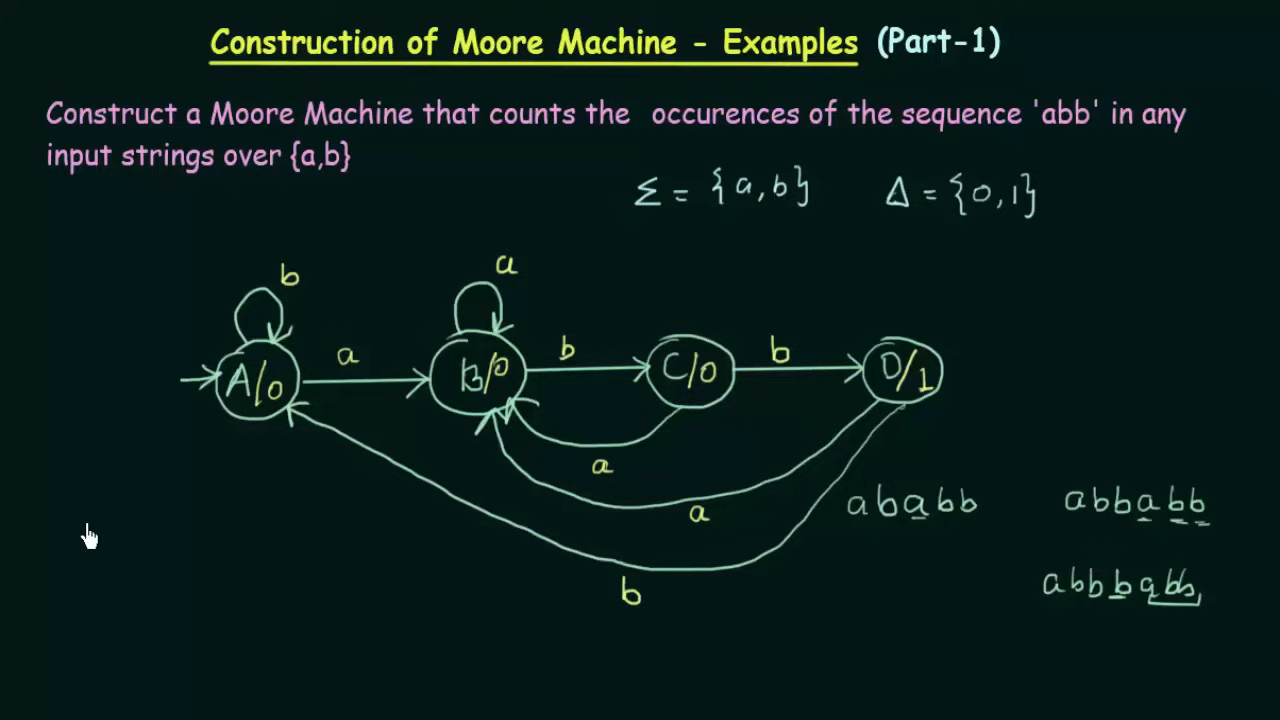 Construction of Moore Machine - Examples (Part-1)
Construct a Moore Machine that counts the occurences of the sequence 'abb' in any
input strings over {a,b}
Σ = {a, b} Δ = {0, 1}
b
a
a
b
b
A/0
B/0
C/0
D/1
a
a
b
ababb
abbabb
abbbabb